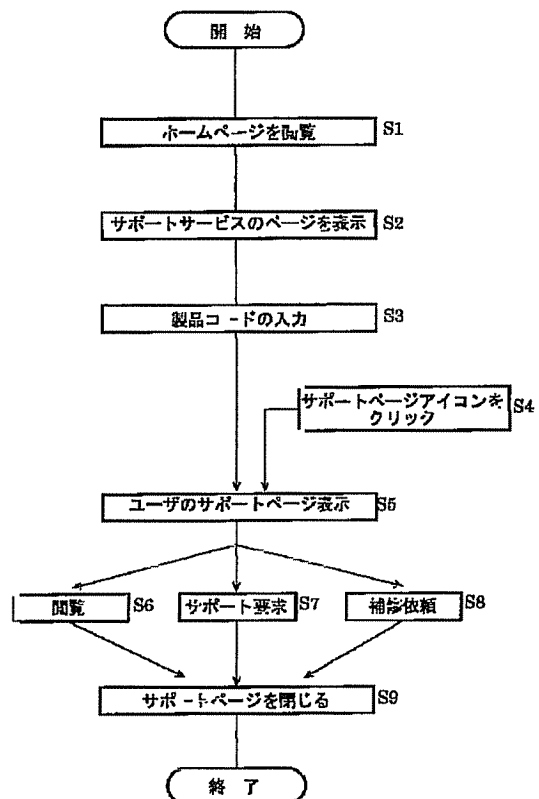 開 始
ホームページを閲覧 S1
サポートサービスのページを表示 S2
製品コードの入力 S3
サポートページアイコンを
クリック S4
ユーザのサポートページ表示 S5
閲覧 S6
サポート要求 S7
補修依頼 S8
サポートページを閉じる S9
終 了